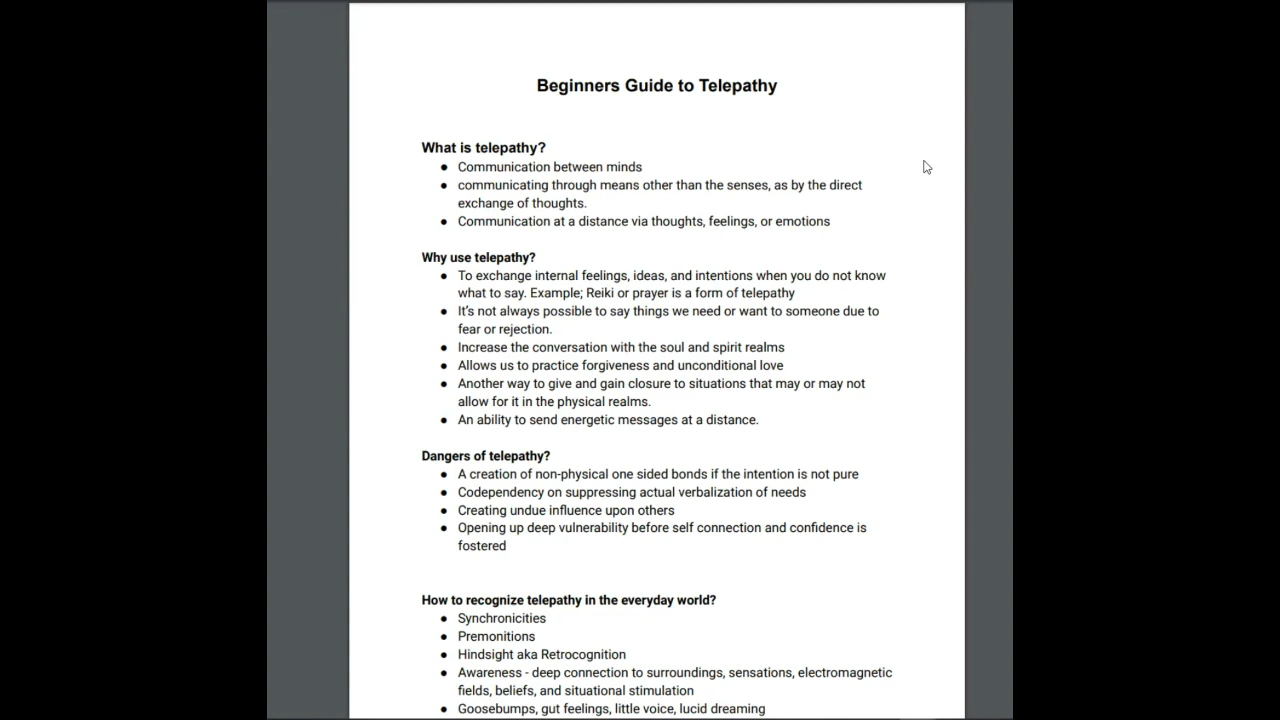 Beginners Guide to Telepathy
What is telepathy?
● Communication between minds
● communicating through means other than the senses, as by the direct
exchange of thoughts.
● Communication at a distance via thoughts, feelings, or emotions
Why use telepathy?
● To exchange internal feelings, ideas, and intentions when you do not know
what to say. Example; Reiki or prayer is a form of telepathy
● It’s not always possible to say things we need or want to someone due to
fear or rejection.
● Increase the conversation with the soul and spirit realms
● Allows us to practice forgiveness and unconditional love
● Another way to give and gain closure to situations that may or may not
allow for it in the physical realms.
● An ability to send energetic messages at a distance.
Dangers of telepathy?
● A creation of non-physical one sided bonds if the intention is not pure
● Codependency on suppressing actual verbalization of needs
● Creating undue influence upon others
● Opening up deep vulnerability before self connection and confidence is
fostered
How to recognize telepathy in the everyday world?
● Synchronicities
● Premonitions
● Hindsight aka Retrocognition
● Awareness - deep connection to surroundings, sensations, electromagnetic
fields, beliefs, and situational stimulation
● Goosebumps, gut feelings, little voice, lucid dreaming